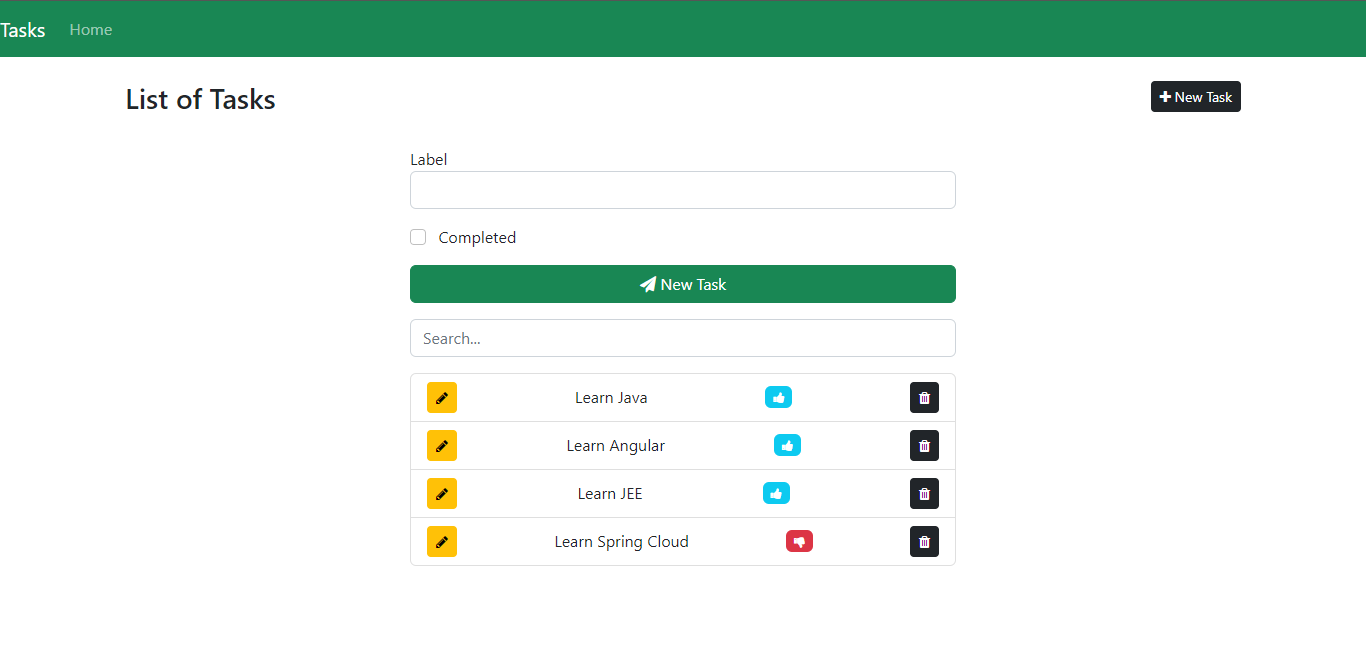 Tasks Home
List of Tasks
New Task
Label
Completed
New Task
Search...
Learn Java
Learn Angular
Learn JEE
Learn Spring Cloud